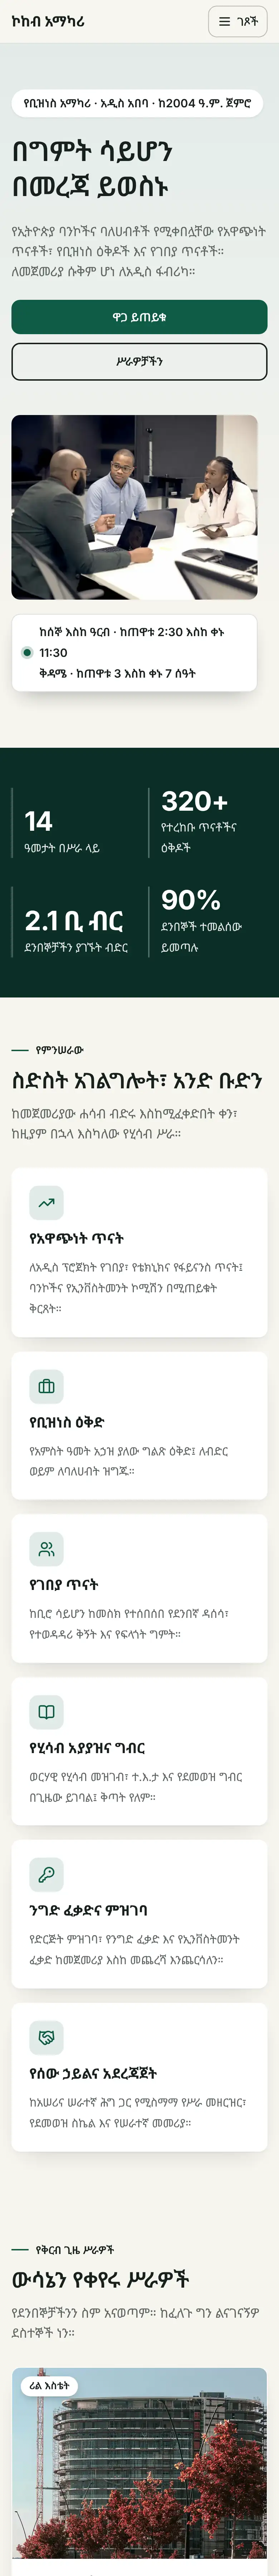 ኮከብ አማካሪ
ገጾች
የቢዝነስ አማካሪ · አዲስ አበባ · ከ2004 ዓ.ም. ጀምሮ
በግምት ሳይሆን
በመረጃ ይወስኑ
የኢትዮጵያ ባንኮችና ባለሀብቶች የሚቀበሏቸው የአዋጭነት
ጥናቶች፣ የቢዝነስ ዕቅዶች እና የገበያ ጥናቶች።
ለመጀመሪያ ሱቅም ሆነ ለአዲስ ፋብሪካ።
ዋጋ ይጠይቁ
ሥራዎቻችን
ከሰኞ እስከ ዓርብ · ከጠዋቱ 2:30 እስከ ቀኑ
11:30
ቅዳሜ · ከጠዋቱ 3 እስከ ቀኑ 7 ሰዓት
14
ዓመታት በሥራ ላይ
320+
የተረከቡ ጥናቶችና
ዕቅዶች
2.1 ቢ ብር
ደንበኞቻችን ያገኙት ብድር
90%
ደንበኞች ተመልሰው
ይመጣሉ
የምንሠራው
ስድስት አገልግሎት፣ አንድ ቡድን
ከመጀመሪያው ሐሳብ ብድሩ እስከሚፈቀድበት ቀን፣
ከዚያም በኋላ እስካለው የሂሳብ ሥራ።
የአዋጭነት ጥናት
ለአዲስ ፕሮጀክት የገበያ፣ የቴክኒክና የፋይናንስ ጥናት፤
ባንኮችና የኢንቨስትመንት ኮሚሽን በሚጠይቁት
ቅርጸት።
የቢዝነስ ዕቅድ
የአምስት ዓመት አኃዝ ያለው ግልጽ ዕቅድ፤ ለብድር
ወይም ለባለሀብት ዝግጁ።
የገበያ ጥናት
ከቢሮ ሳይሆን ከመስክ የተሰበሰበ የደንበኛ ዳሰሳ፣
የተወዳዳሪ ቅኝት እና የፍላጎት ግምት።
የሂሳብ አያያዝና ግብር
ወርሃዊ የሂሳብ መዝገብ፣ ተ.እ.ታ እና የደመወዝ ግብር
በጊዜው ይገባል፤ ቅጣት የለም።
ንግድ ፈቃድና ምዝገባ
የድርጅት ምዝገባ፣ የንግድ ፈቃድ እና የኢንቨስትመንት
ፈቃድ ከመጀመሪያ እስከ መጨረሻ እንጨርሳለን።
የሰው ኃይልና አደረጃጀት
ከአሠሪና ሠራተኛ ሕግ ጋር የሚስማማ የሥራ መዘርዝር፣
የደመወዝ ስኬል እና የሠራተኛ መመሪያ።
የቅርብ ጊዜ ሥራዎች
ውሳኔን የቀየሩ ሥራዎች
የደንበኞቻችንን ስም አናወጣም። ከፈለጉ ግን ልናገናኝዎ
ደስተኞች ነን።
ሪል እስቴት